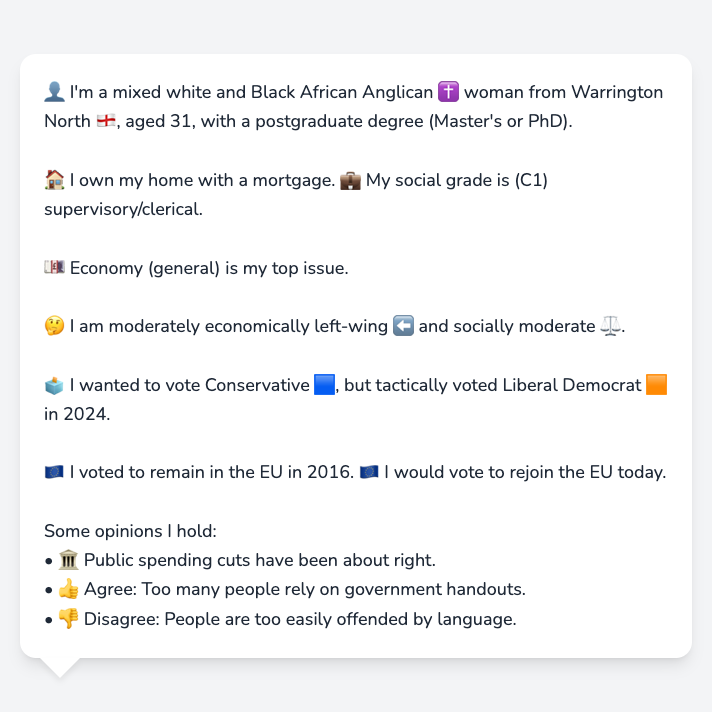 👤 I'm a mixed white and Black African Anglican ✝️ woman from Warrington
North 🏴󠁧󠁢󠁥󠁮󠁧󠁿, aged 31, with a postgraduate degree (Master's or PhD).
🏠 I own my home with a mortgage. 💼 My social grade is (C1)
supervisory/clerical.
💷 Economy (general) is my top issue.
🤔 I am moderately economically left-wing ⬅️ and socially moderate ⚖️.
🗳️ I wanted to vote Conservative 🟦, but tactically voted Liberal Democrat 🟧
in 2024.
🇪🇺 I voted to remain in the EU in 2016. 🇪🇺 I would vote to rejoin the EU today.
Some opinions I hold:
• 🏛️ Public spending cuts have been about right.
• 👍 Agree: Too many people rely on government handouts.
• 👎 Disagree: People are too easily offended by language.